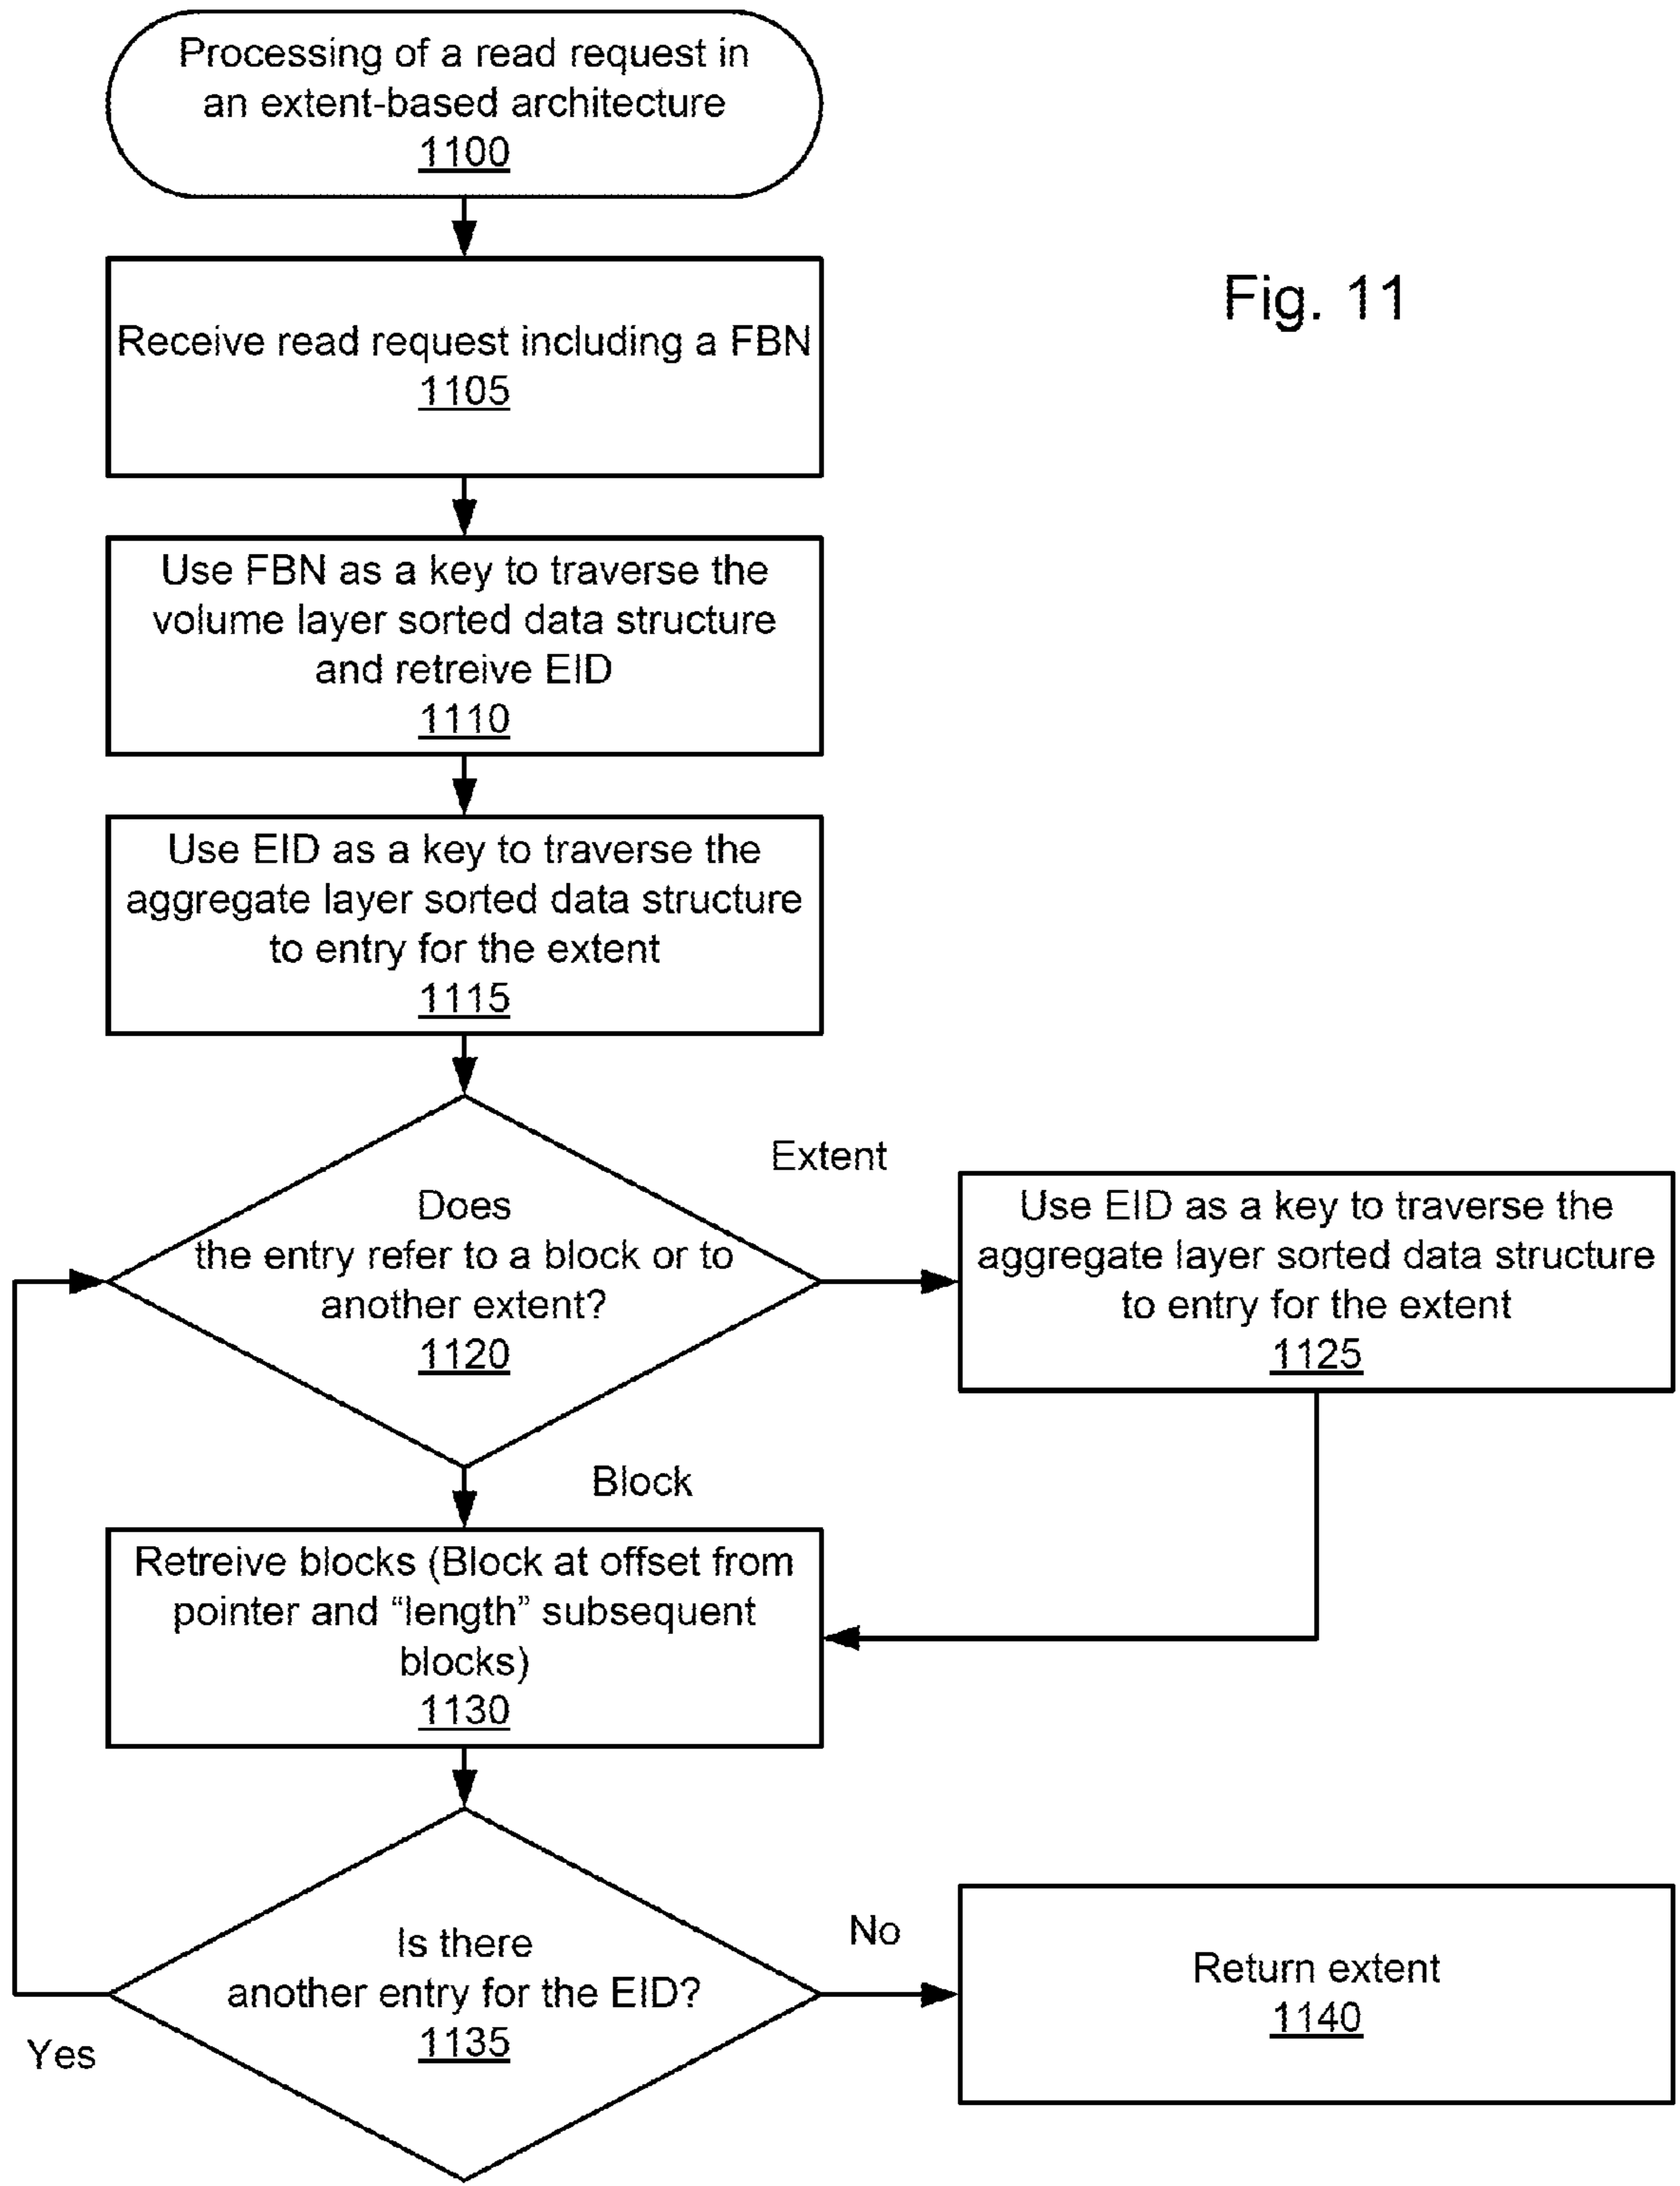 Processing of a read request in
an extent-based architecture
1100
Fig. 11
Receive read request including a FBN
1105
Use FBN as a key to traverse the
volume layer sorted data structure
and retreive EID
1110
Use EID as a key to traverse the
aggregate layer sorted data structure
to entry for the extent
1115
Does
the entry refer to a block or to
another extent?
1120
Extent
Use EID as a key to traverse the
aggregate layer sorted data structure
to entry for the extent
1125
Block
Retreive blocks (Block at offset from
pointer and “length” subsequent
blocks)
1130
Is there
another entry for the EID?
1135
Yes
No
Return extent
1140